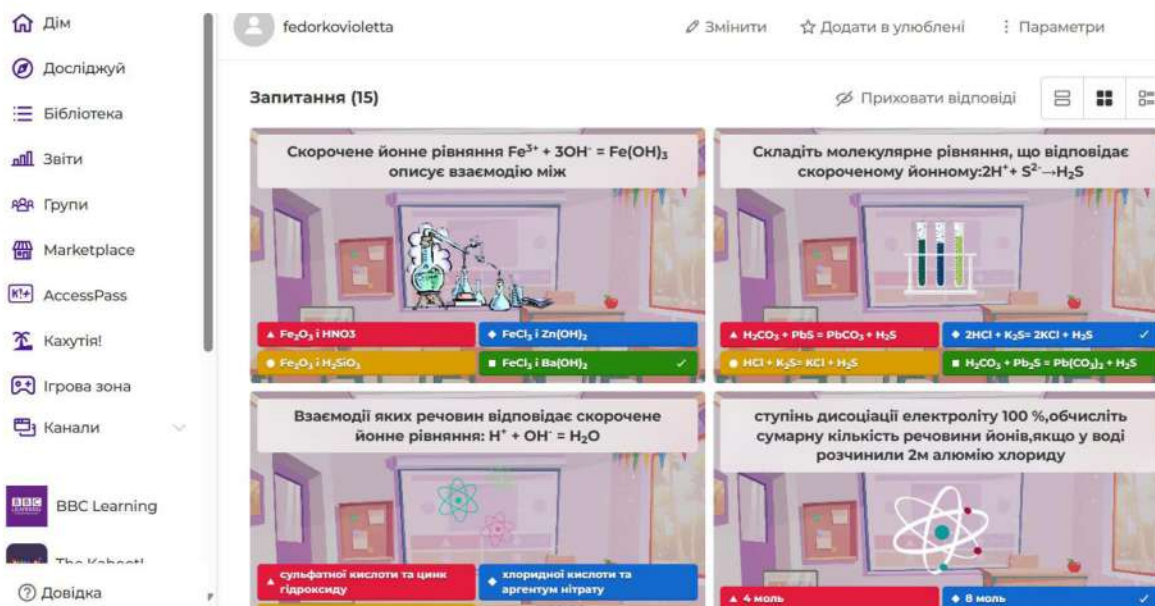 Дім
Досліджуй
Бібліотека
Звіти
Групи
Marketplace
AccessPass
Кахутія!
Ігрова зона
Канали
BBC Learning
The Kahoot!
Довідка
fedorkovioletta
Змінити
Додати в улюблені
Параметри
Запитання (15)
Приховати відповіді
Скорочене йонне рівняння Fe³⁺ + 3OH⁻ = Fe(OH)₃
описує взаємодію між
Fe₂O₃ і HNO3
FeCl₃ і Zn(OH)₂
Fe₂O₃ і H₂SiO₃
FeCl₃ і Ba(OH)₂
Складіть молекулярне рівняння, що відповідає
скороченому йонному:2H⁺+ S²⁻→H₂S
H₂CO₃ + PbS = PbCO₃ + H₂S
2HCl + K₂S= 2KCl + H₂S
HCl + K₂S= KCl + H₂S
H₂CO₃ + Pb₂S = Pb(CO₃)₂ + H₂S
Взаємодії яких речовин відповідає скорочене
йонне рівняння: H⁺ + OH⁻ = H₂O
сульфатної кислоти та цинк
гідроксиду
хлоридної кислоти та
аргентум нітрату
ступінь дисоціації електроліту 100 %,обчисліть
сумарну кількість речовини йонів,якщо у воді
розчинили 2м алюмію хлориду
4 моль
8 моль